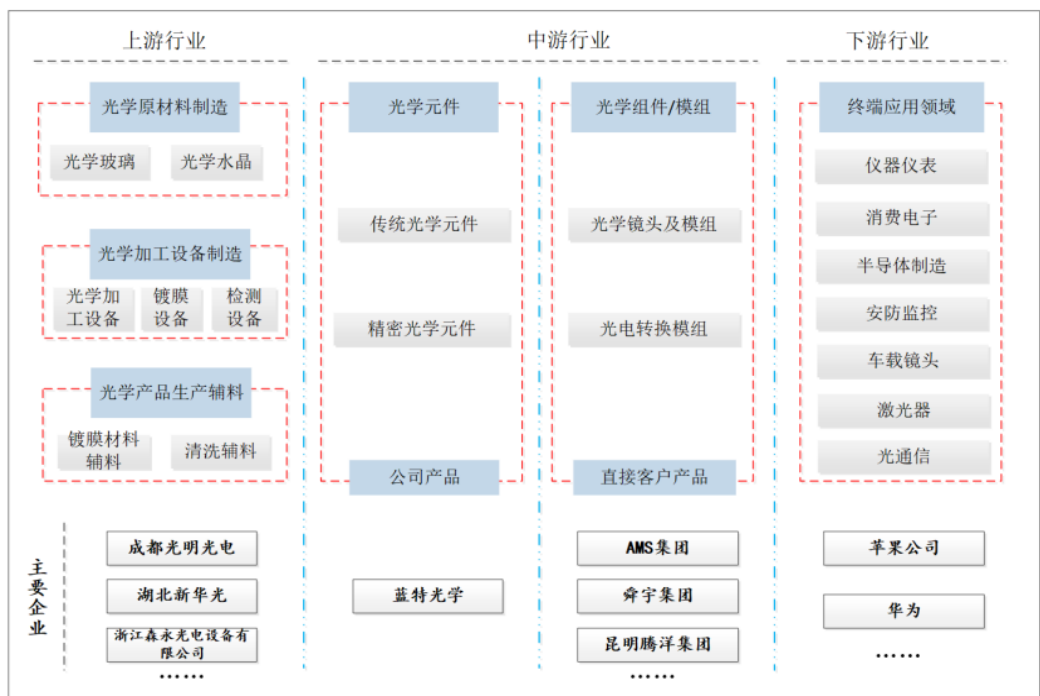 上游行业
中游行业
下游行业
光学原材料制造
光学玻璃
光学水晶
光学加工设备制造
光学加
工设备
镀膜
设备
检测
设备
光学产品生产辅料
镀膜材料
辅料
清洗辅料
光学元件
传统光学元件
精密光学元件
公司产品
光学组件/模组
光学镜头及模组
光电转换模组
直接客户产品
终端应用领域
仪器仪表
消费电子
半导体制造
安防监控
车载镜头
激光器
光通信
主要企业
成都光明光电
湖北新华光
浙江森永光电设备有
限公司
……
蓝特光学
AMS集团
舜宇集团
昆明腾洋集团
……
苹果公司
华为
……